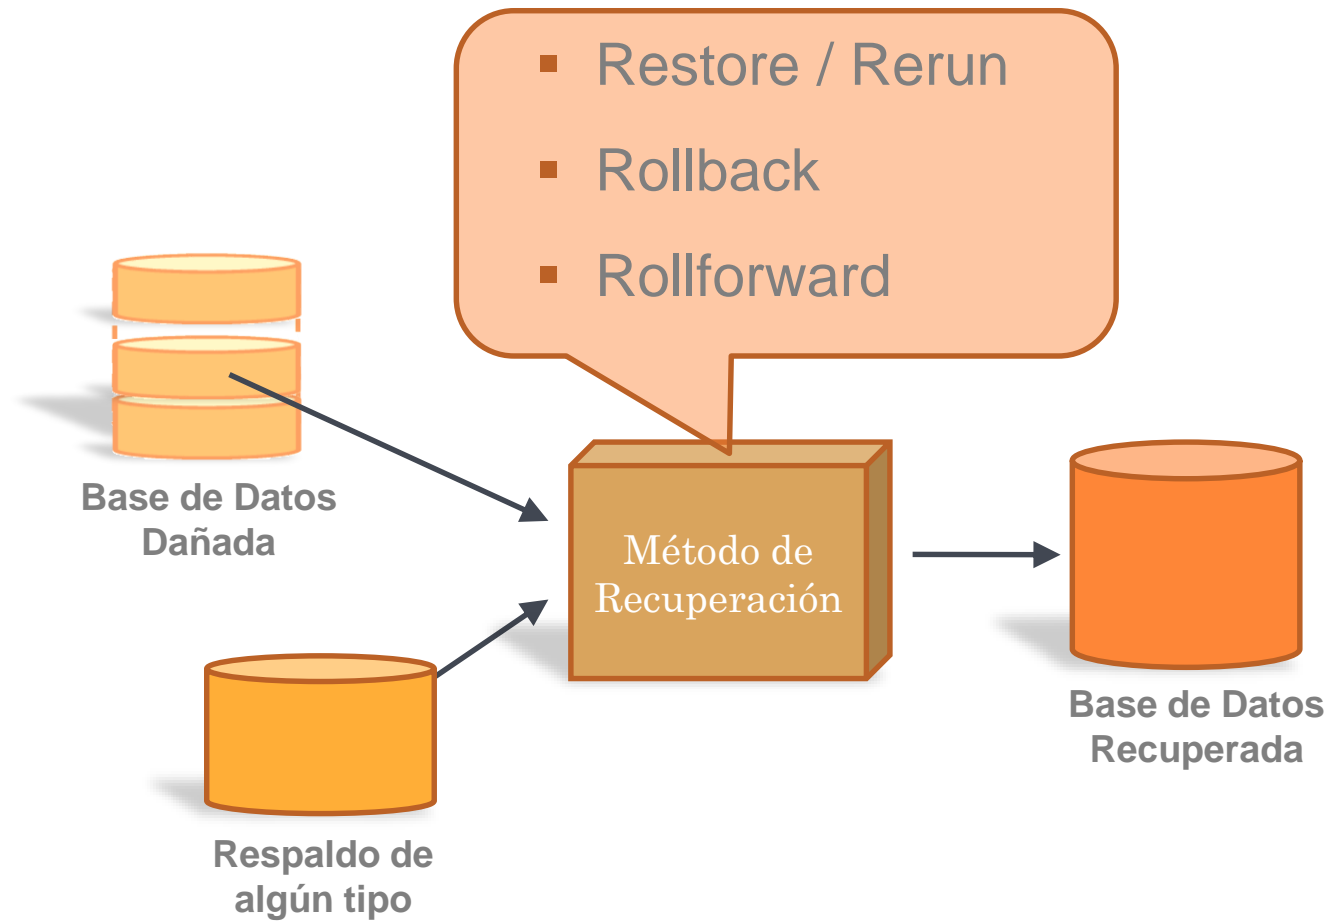 Restore / Rerun
Rollback
Rollforward
Base de Datos
Dañada
Método de
Recuperación
Base de Datos
Recuperada
Respaldo de
algún tipo